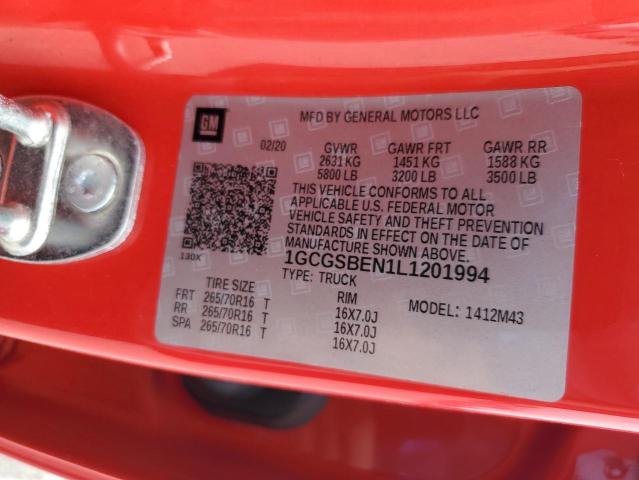 GM
MFD BY GENERAL MOTORS LLC
02/20 GVWR GAWR FRT GAWR RR
2631 KG 1451 KG 1588 KG
5800 LB 3200 LB 3500 LB
THIS VEHICLE CONFORMS TO ALL
APPLICABLE U.S. FEDERAL MOTOR
VEHICLE SAFETY AND THEFT PREVENTION
STANDARDS IN EFFECT ON THE DATE OF
MANUFACTURE SHOWN ABOVE.
130X
1GCGSBEN1L1201994
TYPE: TRUCK
TIRE SIZE RIM MODEL: 1412M43
FRT 265/70R16 T 16X7.0J
RR 265/70R16 T 16X7.0J
SPA 265/70R16 T 16X7.0J